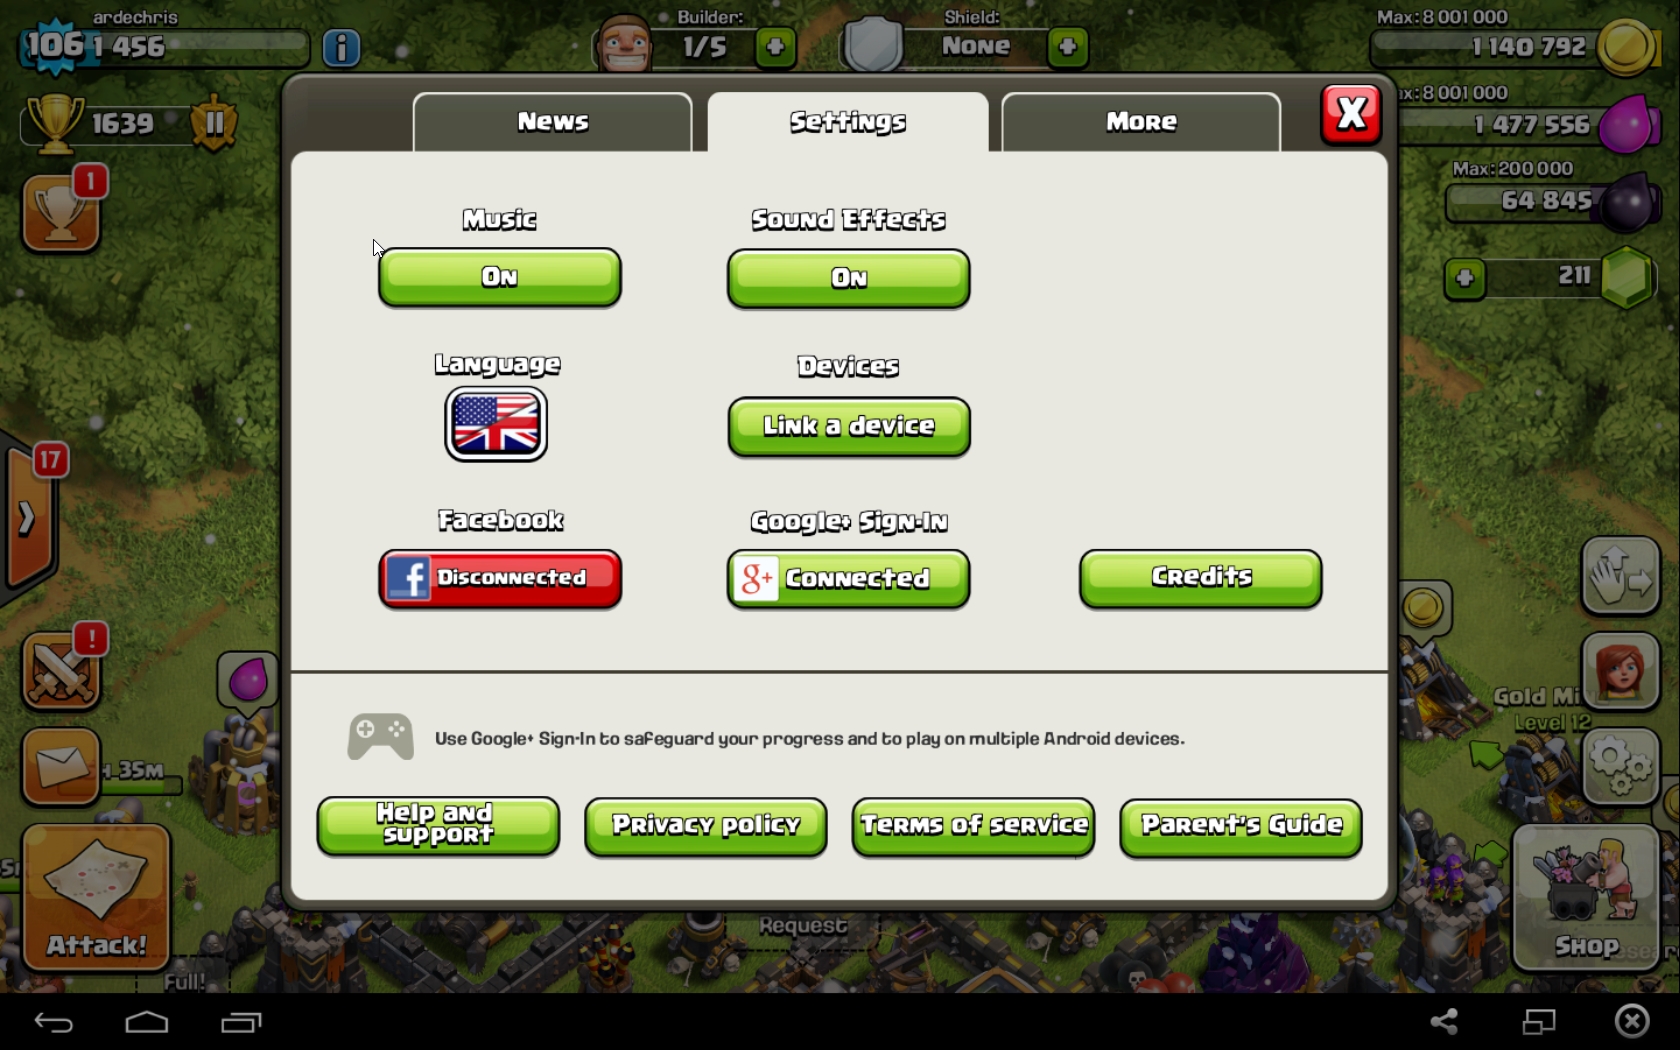 ardechris
106 1 456
i
Builder:
1/5
Shield:
None
Max: 8 001 000
1 140 792
1639
II
News
Settings
More
X
ax: 8 001 000
1 477 556
Max: 200 000
64 845
211
1
Music
Sound Effects
On
On
Language
Devices
Link a device
17
Facebook
Google+ Sign-In
f Disconnected
g+ Connected
Credits
!
Gold Mi
Level 12
Use Google+ Sign-In to safeguard your progress and to play on multiple Android devices.
35m
Help and
support
Privacy policy
Terms of service
Parent's Guide
Attack!
Request
Shop
Full!